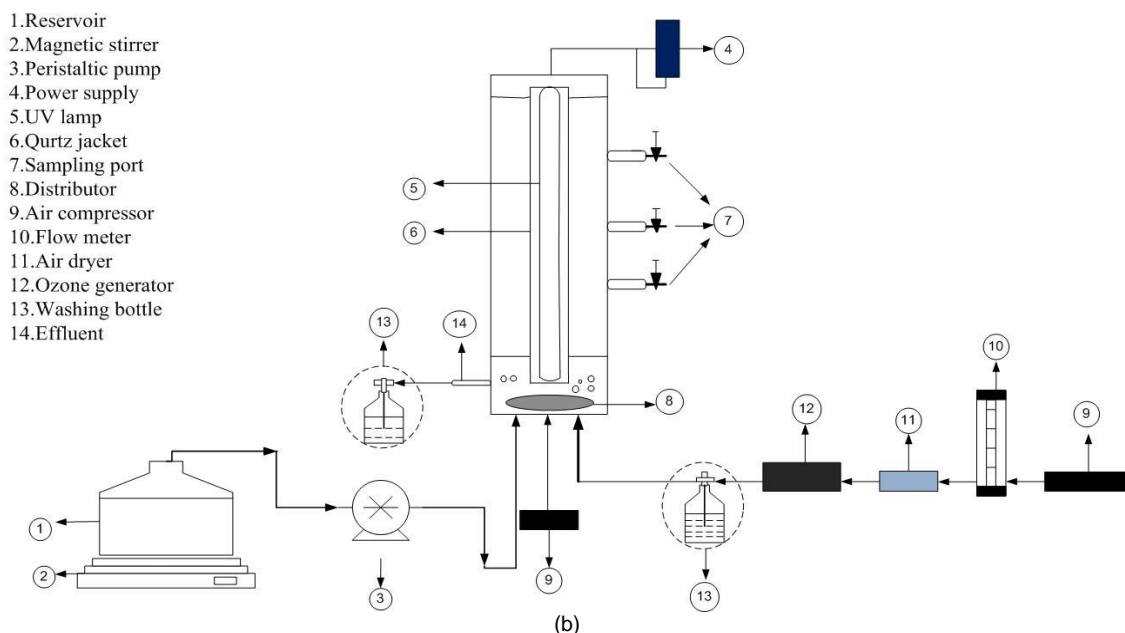 1.Reservoir
2.Magnetic stirrer
3.Peristaltic pump
4.Power supply
5.UV lamp
6.Qurtz jacket
7.Sampling port
8.Distributor
9.Air compressor
10.Flow meter
11.Air dryer
12.Ozone generator
13.Washing bottle
14.Effluent
4
5
7
6
13
14
10
8
12
11
9
1
2
3
9
13
(b)